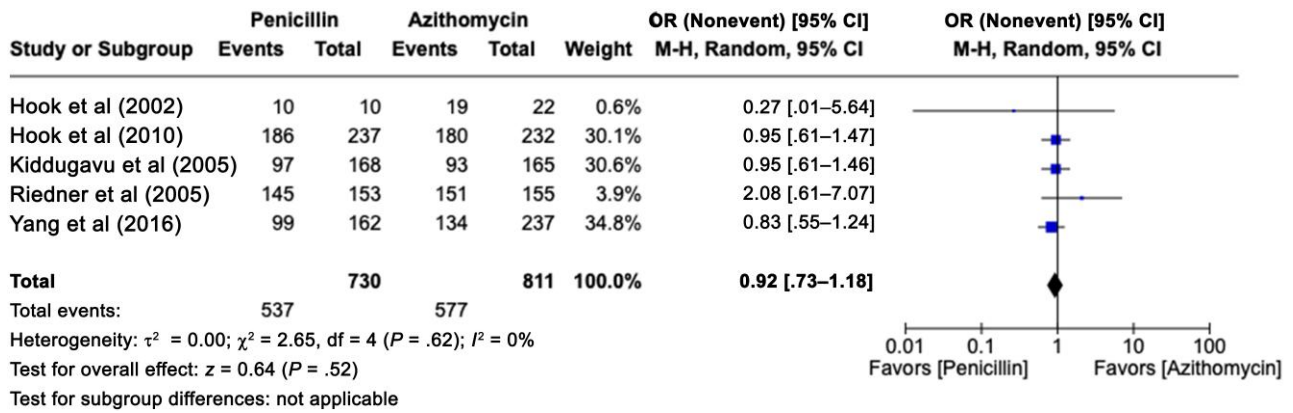 Penicillin Azithomycin OR (Nonevent) [95% CI] OR (Nonevent) [95% CI]
Study or Subgroup Events Total Events Total Weight M-H, Random, 95% CI M-H, Random, 95% CI
Hook et al (2002) 10 10 19 22 0.6% 0.27 [.01–5.64]
Hook et al (2010) 186 237 180 232 30.1% 0.95 [.61–1.47]
Kiddugavu et al (2005) 97 168 93 165 30.6% 0.95 [.61–1.46]
Riedner et al (2005) 145 153 151 155 3.9% 2.08 [.61–7.07]
Yang et al (2016) 99 162 134 237 34.8% 0.83 [.55–1.24]
Total 730 811 100.0% 0.92 [.73–1.18]
Total events: 537 577
Heterogeneity: τ² = 0.00; χ² = 2.65, df = 4 (P = .62); I² = 0%
Test for overall effect: z = 0.64 (P = .52)
Test for subgroup differences: not applicable
0.01 0.1 1 10 100
Favors [Penicillin] Favors [Azithomycin]